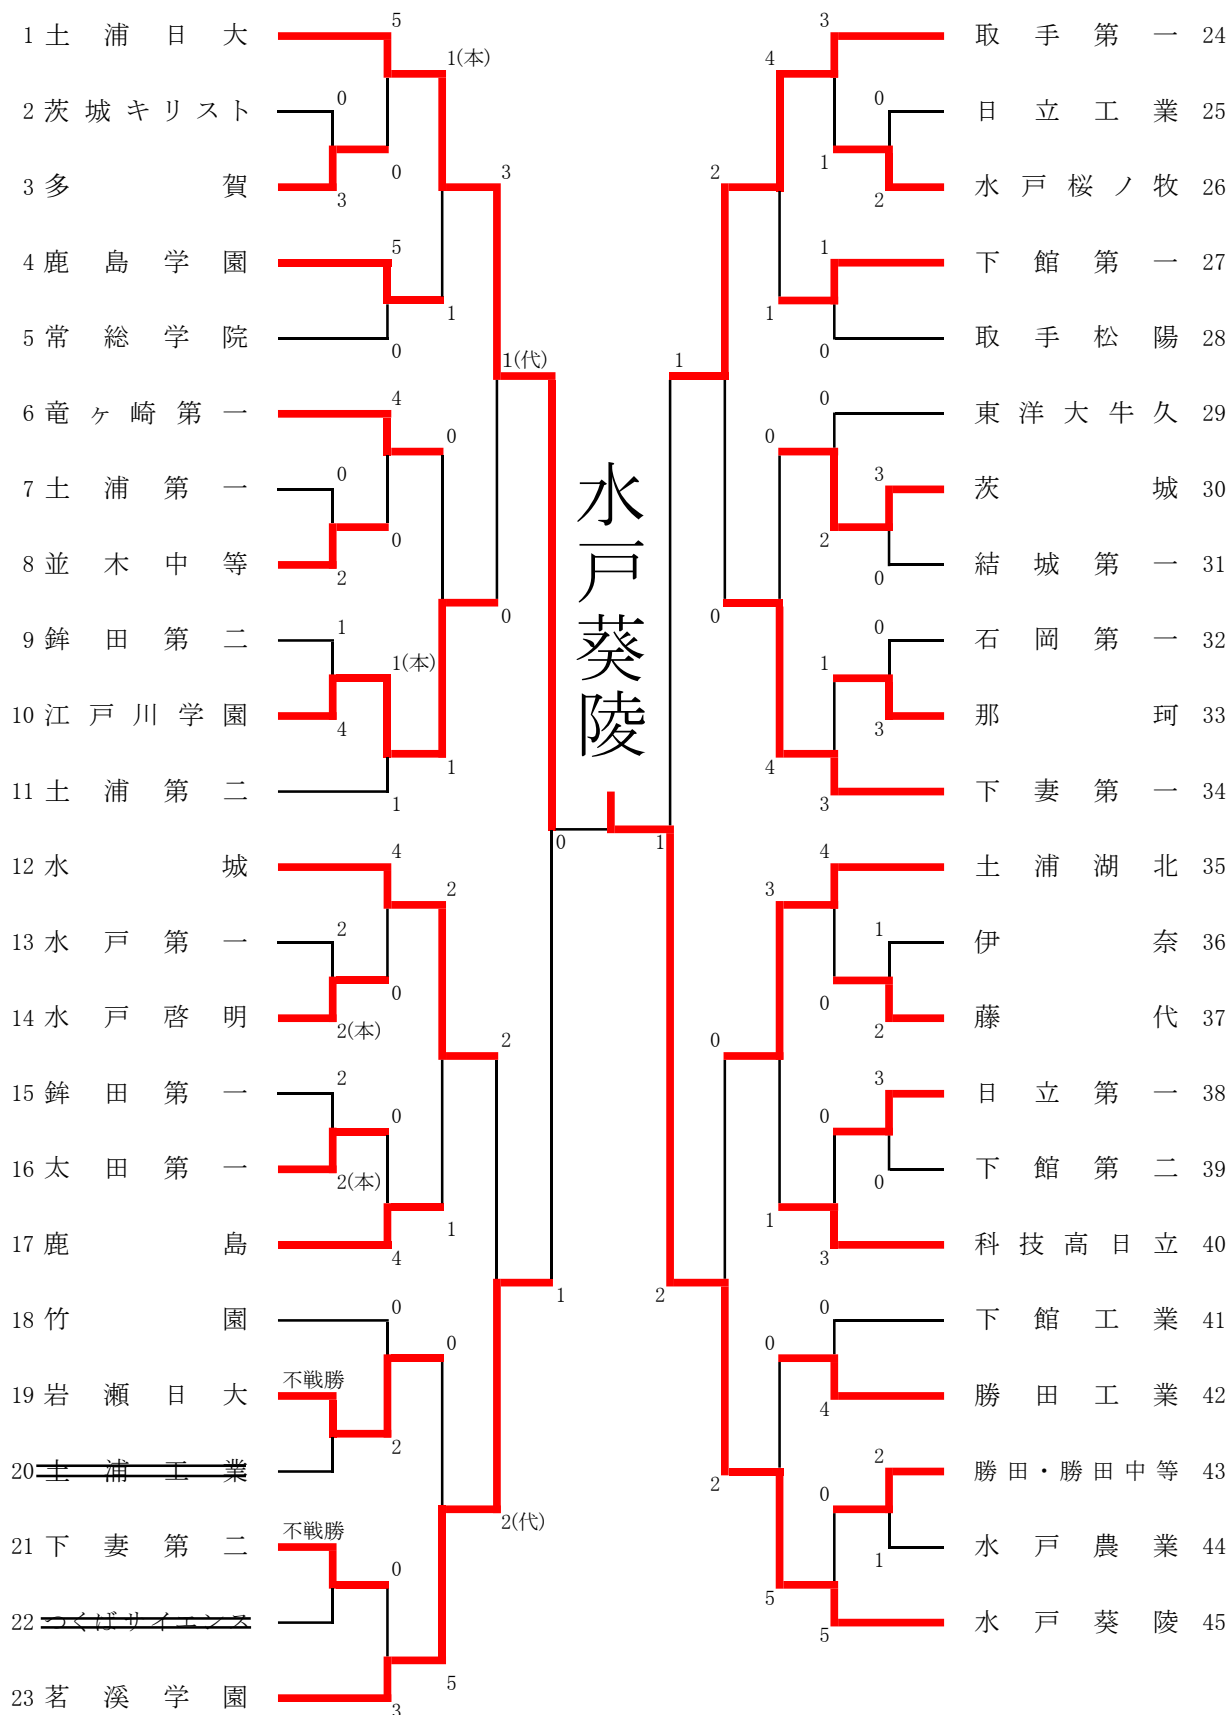 1 土浦日大
2 茨城キリスト
3 多賀
4 鹿島学園
5 常総学院
6 竜ヶ崎第一
7 土浦第一
8 並木中等
9 鉾田第二
10 江戸川学園
11 土浦第二
12 水城
13 水戸第一
14 水戸啓明
15 鉾田第一
16 太田第一
17 鹿島
18 竹園
19 岩瀬日大
20 土浦工業
21 下妻第二
22 つくばサイエンス
23 茗溪学園
5
0
3
0
5
0
4
0
2
0
1
4
1(本)
1
4
2
2(本)
0
2
2(本)
0
4
0
不戦勝
2
不戦勝
0
3
1(本)
1
0
1
2
1
0
5
3
0
2
2(代)
1(代)
1
0
水戸葵陵
1
1
2
2
0
0
2
4
1
0
4
3
1
0
5
3
0
1
2
1
0
0
3
2
0
0
1
3
3
4
1
0
2
3
0
0
3
0
4
2
0
1
5
取手第一 24
日立工業 25
水戸桜ノ牧 26
下館第一 27
取手松陽 28
東洋大牛久 29
茨城 30
結城第一 31
石岡第一 32
那珂 33
下妻第一 34
土浦湖北 35
伊奈 36
藤代 37
日立第一 38
下館第二 39
科技高日立 40
下館工業 41
勝田工業 42
勝田・勝田中等 43
水戸農業 44
水戸葵陵 45